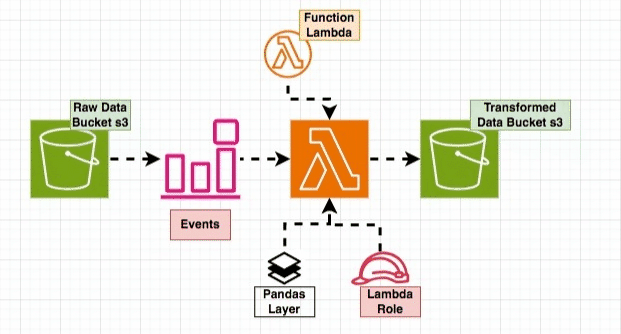 Function
Lambda
Raw Data
Bucket s3
Transformed
Data Bucket s3
Events
Pandas
Layer
Lambda
Role